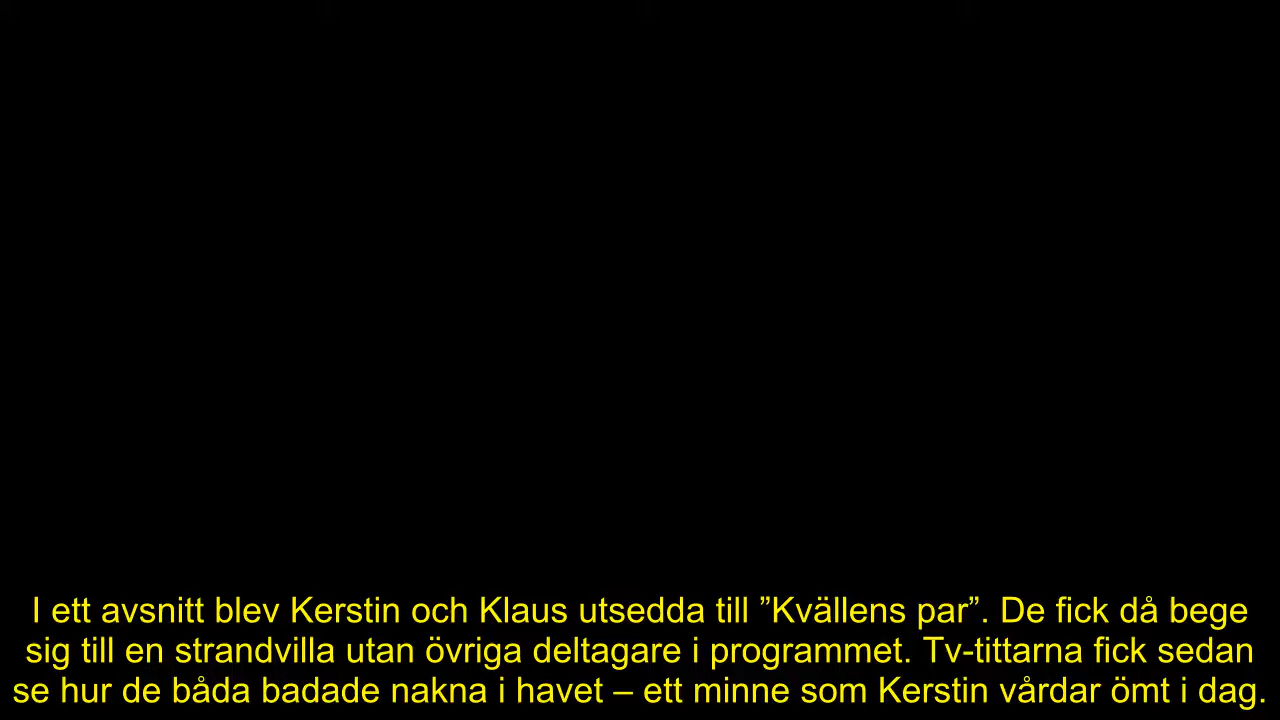 I ett avsnitt blev Kerstin och Klaus utsedda till ”Kvällens par”. De fick då bege
sig till en strandvilla utan övriga deltagare i programmet. Tv-tittarna fick sedan
se hur de båda badade nakna i havet – ett minne som Kerstin vårdar ömt i dag.